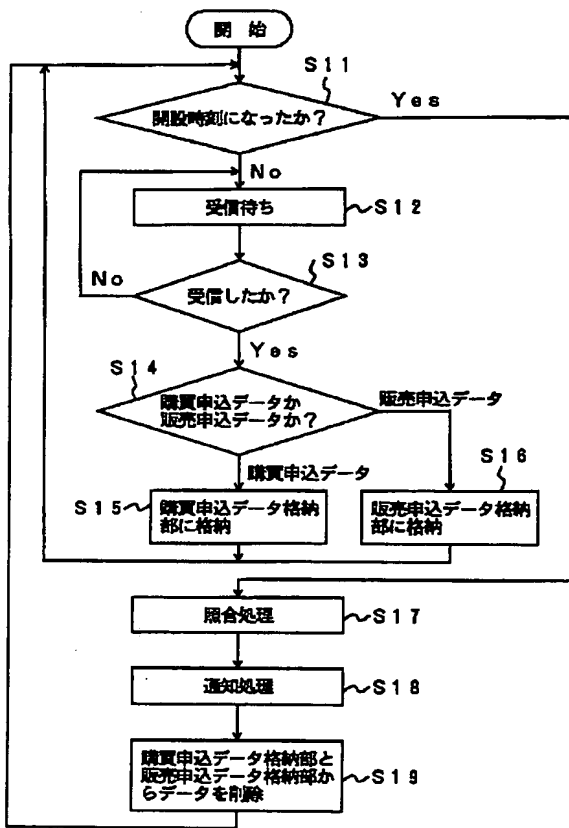 開 始
S11
開設時刻になったか?
Yes
No
受信待ち
S12
S13
No
受信したか?
Yes
S14
購買申込データか
販売申込データか?
販売申込データ
購買申込データ
S16
S15
購買申込データ格納
部に格納
販売申込データ格納
部に格納
照合処理
S17
通知処理
S18
購買申込データ格納部と
販売申込データ格納部か
らデータを削除
S19